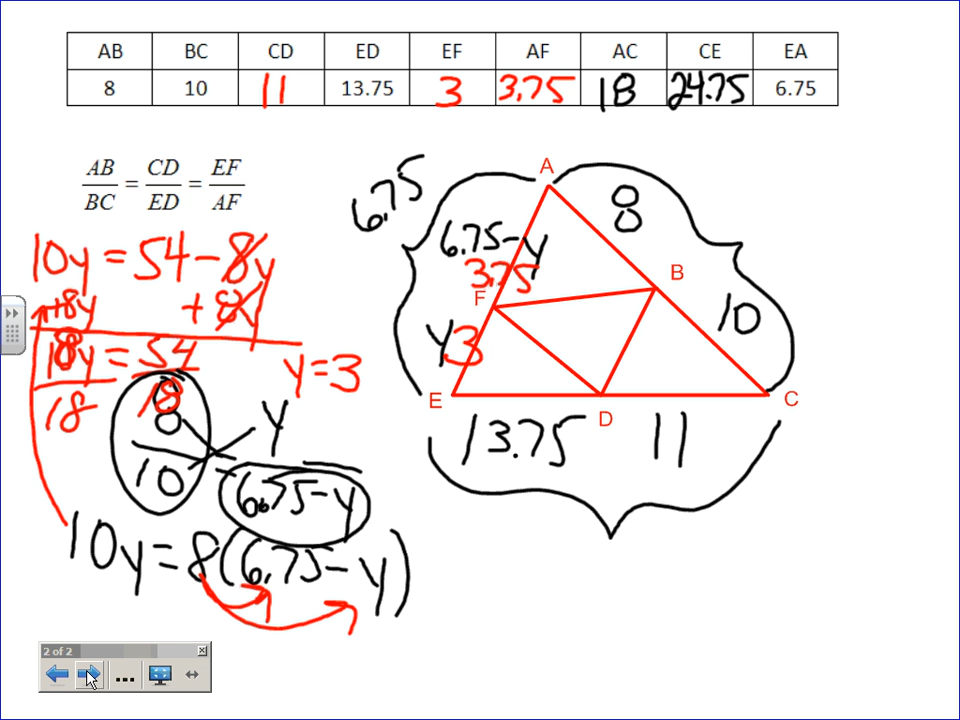 AB BC CD ED EF AF AC CE EA
8 10 11 13.75 3 3.75 18 24.75 6.75
AB/BC = CD/ED = EF/AF
10y = 54 - 8y
+8y + 8y
18y = 54
18 18
y = 3
8/10 = y/6.75-y
10y = 8(6.75-y)
6.75
A
8
6.75-y
3.75
B
F
10
y 3
E
D
C
13.75 11
2 of 2
...